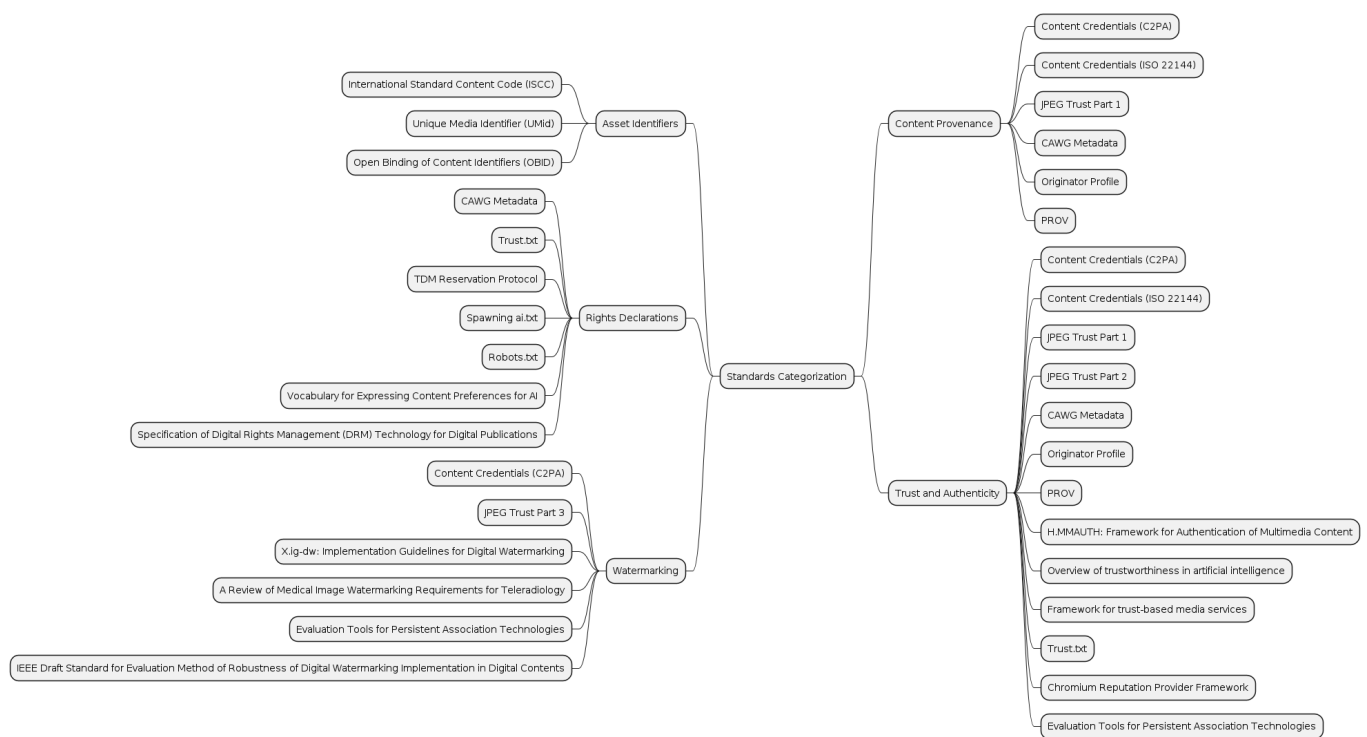 Standards Categorization
Content Provenance
Content Credentials (C2PA)
Content Credentials (ISO 22144)
JPEG Trust Part 1
CAWG Metadata
Originator Profile
PROV
Trust and Authenticity
Content Credentials (C2PA)
Content Credentials (ISO 22144)
JPEG Trust Part 1
JPEG Trust Part 2
CAWG Metadata
Originator Profile
PROV
H.MMAUTH: Framework for Authentication of Multimedia Content
Overview of trustworthiness in artificial intelligence
Framework for trust-based media services
Trust.txt
Chromium Reputation Provider Framework
Evaluation Tools for Persistent Association Technologies
Asset Identifiers
International Standard Content Code (ISCC)
Unique Media Identifier (UMid)
Open Binding of Content Identifiers (OBID)
Rights Declarations
CAWG Metadata
Trust.txt
TDM Reservation Protocol
Spawning ai.txt
Robots.txt
Vocabulary for Expressing Content Preferences for AI
Specification of Digital Rights Management (DRM) Technology for Digital Publications
Watermarking
Content Credentials (C2PA)
JPEG Trust Part 3
X.ig-dw: Implementation Guidelines for Digital Watermarking
A Review of Medical Image Watermarking Requirements for Teleradiology
Evaluation Tools for Persistent Association Technologies
IEEE Draft Standard for Evaluation Method of Robustness of Digital Watermarking Implementation in Digital Contents